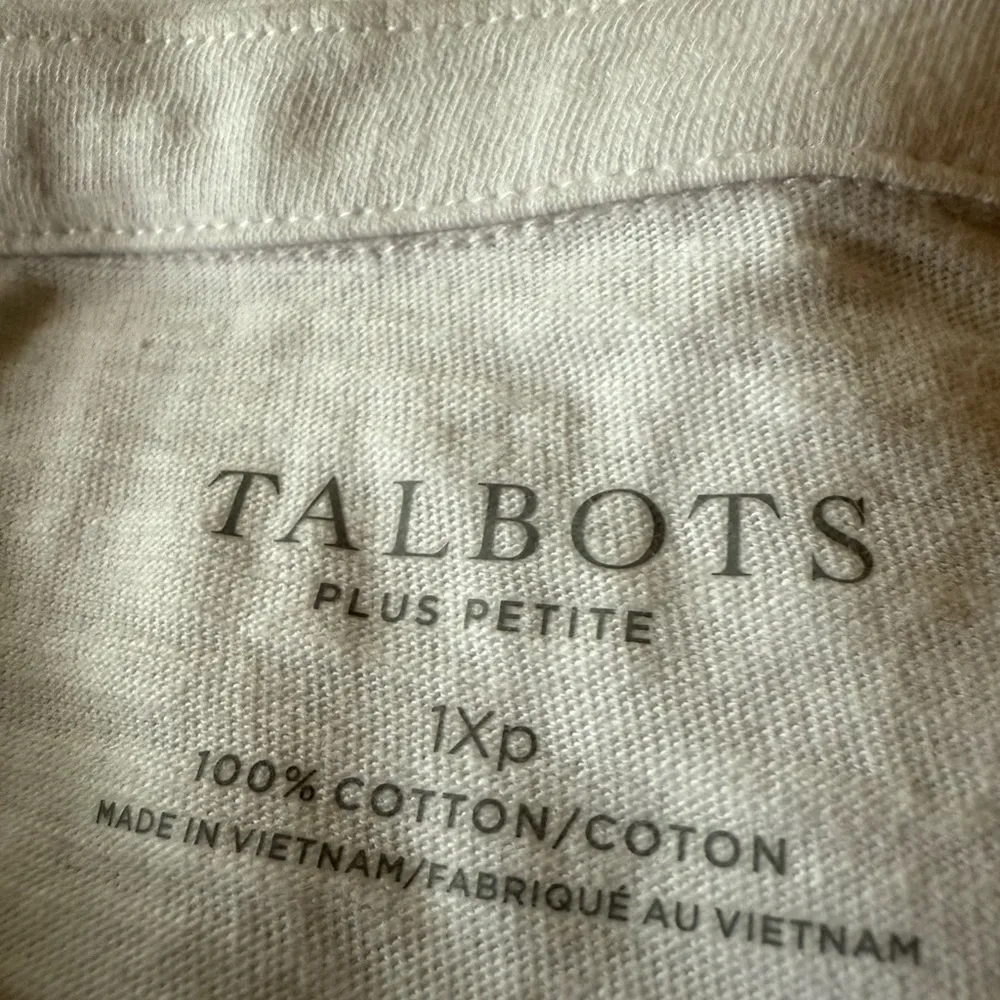 TALBOTS
PLUS PETITE
1Xp
100% COTTON/COTON
MADE IN VIETNAM/FABRIQUÉ AU VIETNAM